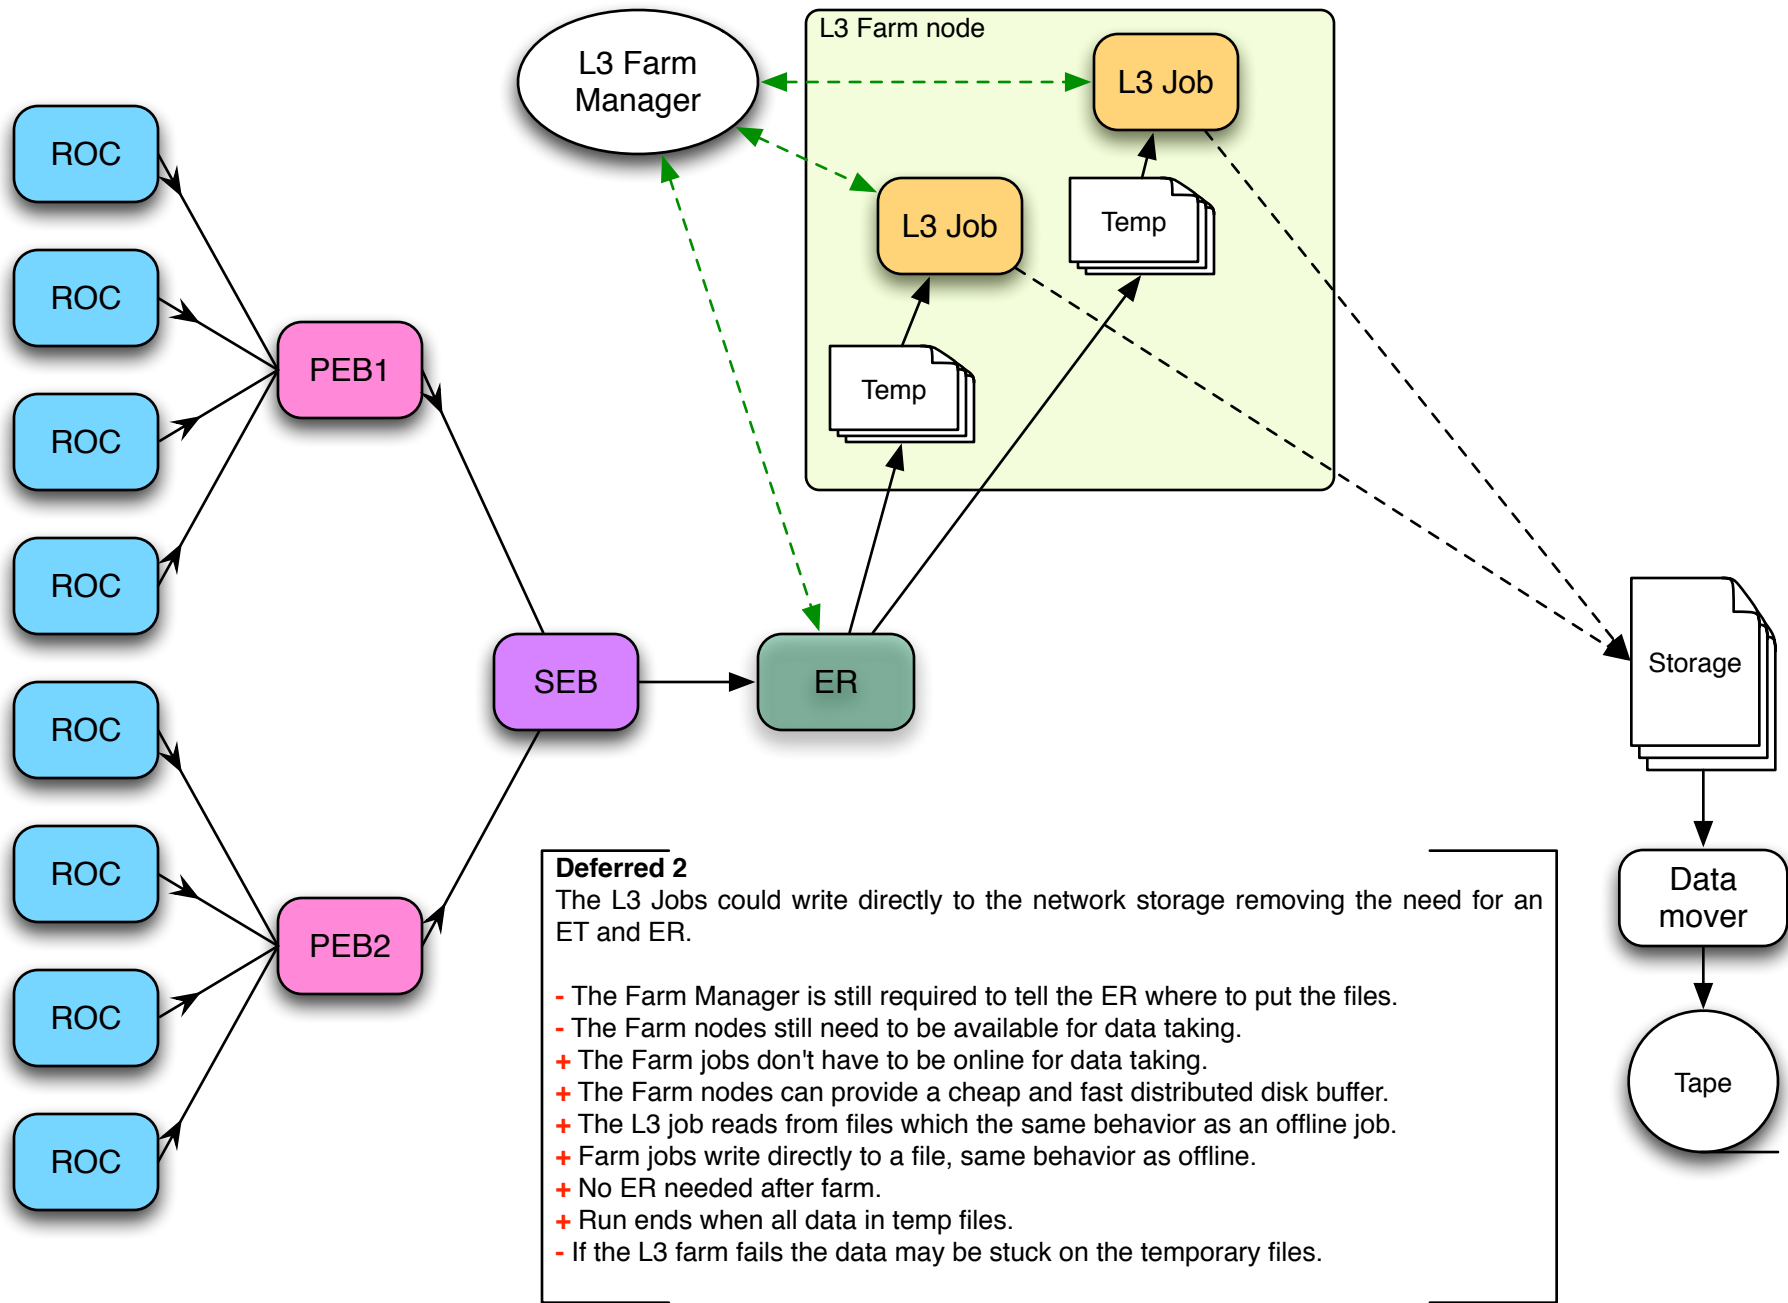 L3 Farm node
L3 Farm
Manager
L3 Job
ROC
L3 Job
Temp
ROC
PEB1
Temp
ROC
ROC
SEB
ER
Storage
ROC
ROC
PEB2
ROC
ROC
Deferred 2
The L3 Jobs could write directly to the network storage removing the need for an
ET and ER.
- The Farm Manager is still required to tell the ER where to put the files.
- The Farm nodes still need to be available for data taking.
+ The Farm jobs don't have to be online for data taking.
+ The Farm nodes can provide a cheap and fast distributed disk buffer.
+ The L3 job reads from files which the same behavior as an offline job.
+ Farm jobs write directly to a file, same behavior as offline.
+ No ER needed after farm.
+ Run ends when all data in temp files.
- If the L3 farm fails the data may be stuck on the temporary files.
Data
mover
Tape